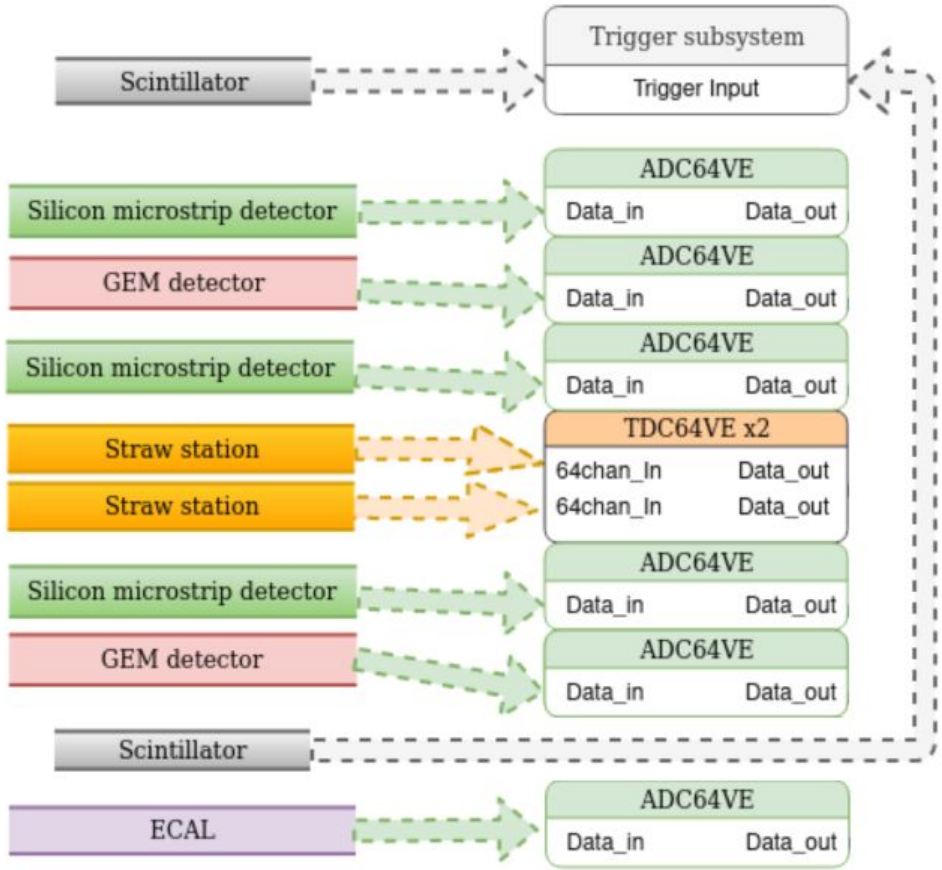 Trigger subsystem
Scintillator
Trigger Input
ADC64VE
Silicon microstrip detector
Data_in Data_out
ADC64VE
GEM detector
Data_in Data_out
ADC64VE
Silicon microstrip detector
Data_in Data_out
TDC64VE x2
Straw station
64chan_In Data_out
Straw station
64chan_In Data_out
ADC64VE
Silicon microstrip detector
Data_in Data_out
ADC64VE
GEM detector
Data_in Data_out
Scintillator
ADC64VE
ECAL
Data_in Data_out